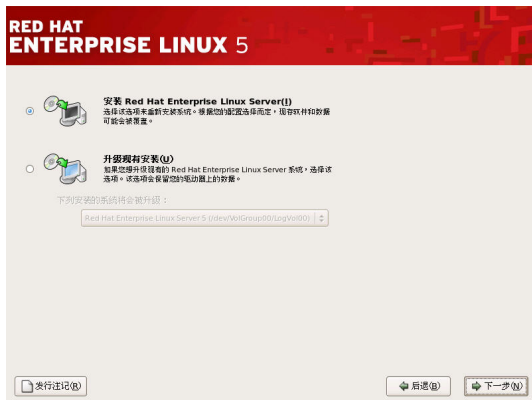 RED HAT
ENTERPRISE LINUX 5
安装 Red Hat Enterprise Linux Server(I)
选择该选项来重新安装系统。根据您的配置选择而定，现存软件和数据
可能会被覆盖。
升级现有安装(U)
如果您想升级现有的 Red Hat Enterprise Linux Server 系统，选择该
选项。该选项会保留您的驱动器上的数据。
下列安装的系统将会被升级：
Red Hat Enterprise Linux Server 5 (/dev/VolGroup00/LogVol00)
发行注记(R)
后退(B)
下一步(N)